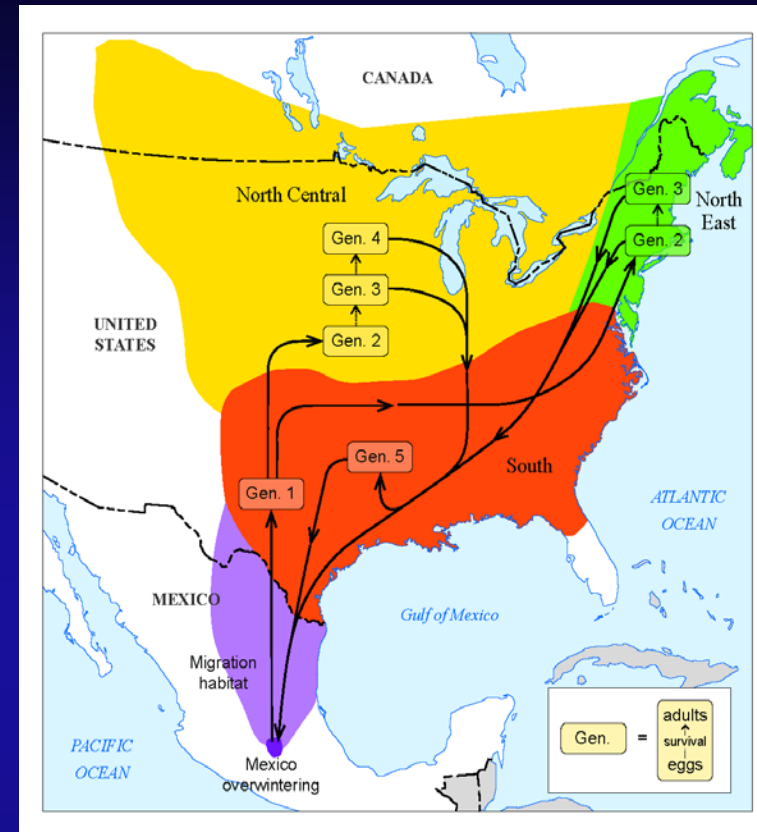 CANADA
North Central
Gen. 3
North
East
Gen. 2
Gen. 4
Gen. 3
Gen. 2
UNITED
STATES
Gen. 5
South
Gen. 1
ATLANTIC
OCEAN
MEXICO
Gulf of Mexico
Migration
habitat
PACIFIC
OCEAN
Mexico
overwintering
Gen.
=
adults
survival
eggs